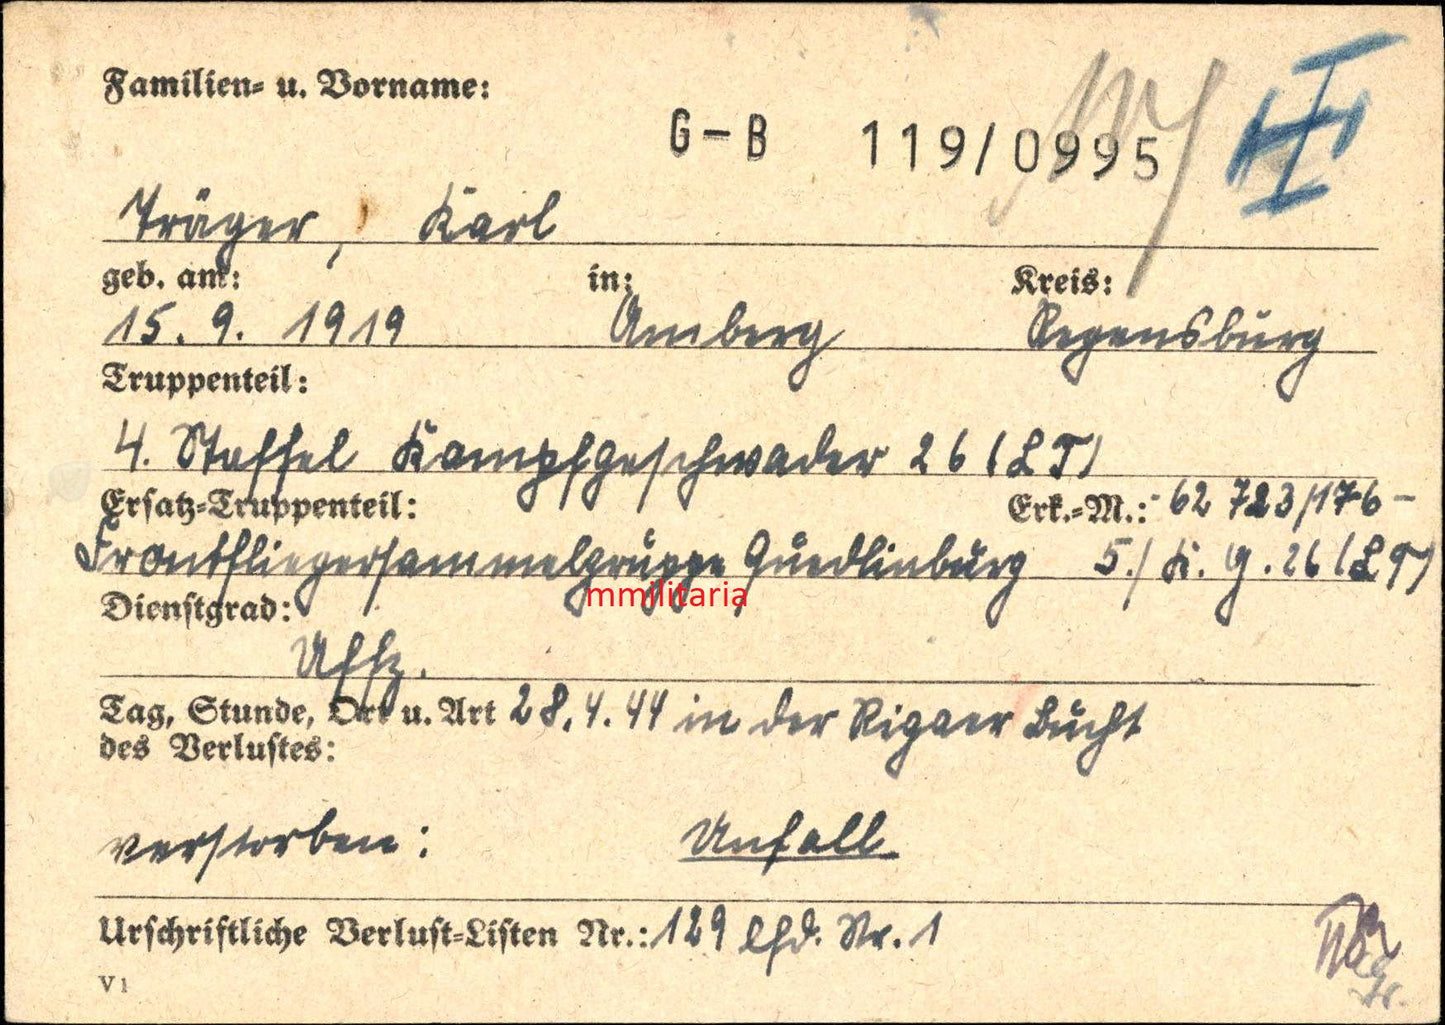 Familien- u. Vorname:
G-B 119/0995
Träger, Karl
geb. am: in: Kreis:
15. 9. 1919 Amberg Regensburg
Truppenteil:
4. Staffel Kampfgeschwader 26 (LT)
Ersatz-Truppenteil: Erk.-M.: - 62 723/176 -
Frontfliegersammelgruppe Quedlinburg 5./K.G.26 (LT)
mmilitaria
Dienstgrad:
Uffz.
Tag, Stunde, Ort u. Art 28.4.44 in der Rigaer Bucht
des Verlustes:
verstorben: Unfall
Urschriftliche Verlust-Listen Nr.: 129 lfd. Nr. 1
V 1